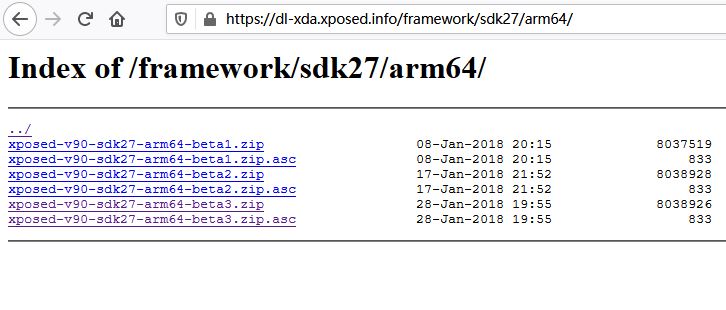 https://dl-xda.xposed.info/framework/sdk27/arm64/
Index of /framework/sdk27/arm64/
../
xposed-v90-sdk27-arm64-beta1.zip 08-Jan-2018 20:15 8037519
xposed-v90-sdk27-arm64-beta1.zip.asc 08-Jan-2018 20:15 833
xposed-v90-sdk27-arm64-beta2.zip 17-Jan-2018 21:52 8038928
xposed-v90-sdk27-arm64-beta2.zip.asc 17-Jan-2018 21:52 833
xposed-v90-sdk27-arm64-beta3.zip 28-Jan-2018 19:55 8038926
xposed-v90-sdk27-arm64-beta3.zip.asc 28-Jan-2018 19:55 833